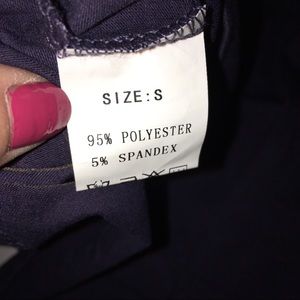 SIZE:S
95% POLYESTER
5% SPANDEX